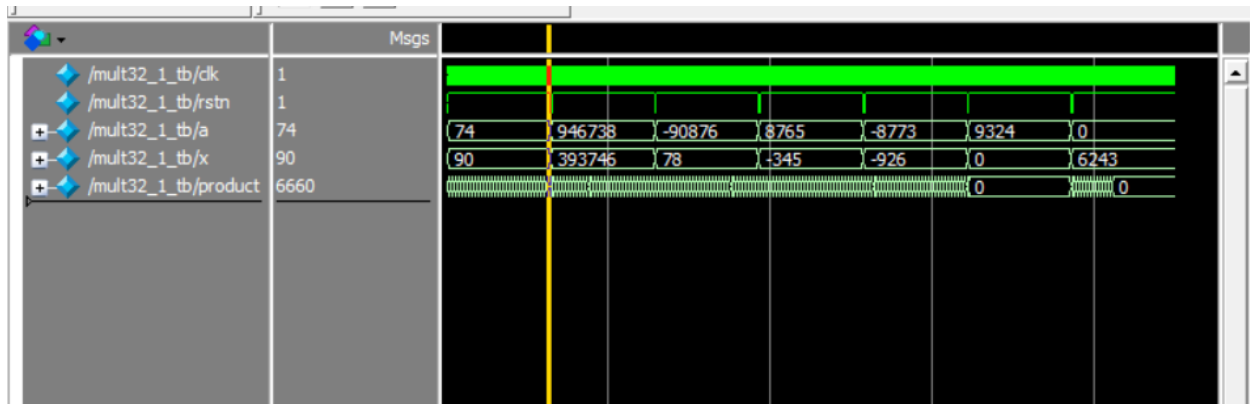 Msgs
/mult32_1_tb/clk 1
/mult32_1_tb/rstn 1
/mult32_1_tb/a 74 74 946738 -90876 8765 -8773 9324 0
/mult32_1_tb/x 90 90 393746 78 -345 -926 0 6243
/mult32_1_tb/product 6660 0 0